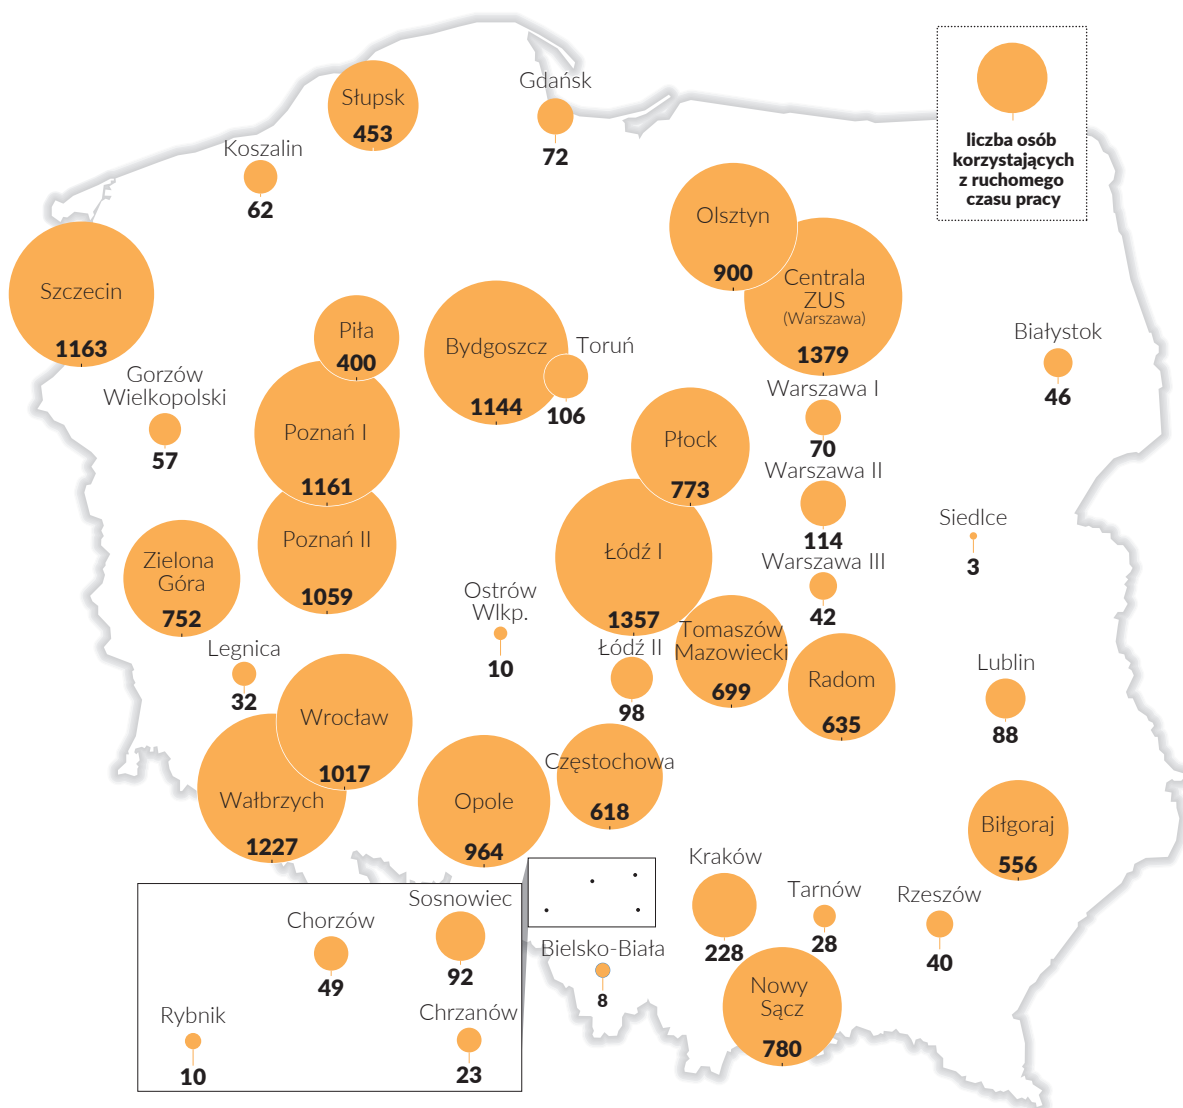 Gdańsk
72
Słupsk
453
Koszalin
62
liczba osób
korzystających
z ruchomego
czasu pracy
Olsztyn
900
Szczecin
1163
Centrala
ZUS
(Warszawa)
1379
Piła
400
Bydgoszcz
1144
Toruń
106
Białystok
46
Gorzów
Wielkopolski
57
Warszawa I
70
Poznań I
1161
Płock
773
Warszawa II
114
Siedlce
3
Poznań II
1059
Łódź I
1357
Warszawa III
42
Zielona
Góra
752
Ostrów
Wlkp.
10
Tomaszów
Mazowiecki
699
Legnica
32
Łódź II
98
Radom
635
Lublin
88
Wrocław
1017
Częstochowa
618
Wałbrzych
1227
Opole
964
Biłgoraj
556
Kraków
228
Tarnów
28
Rzeszów
40
Sosnowiec
92
Chorzów
49
Bielsko-Biała
8
Nowy
Sącz
780
Rybnik
10
Chrzanów
23